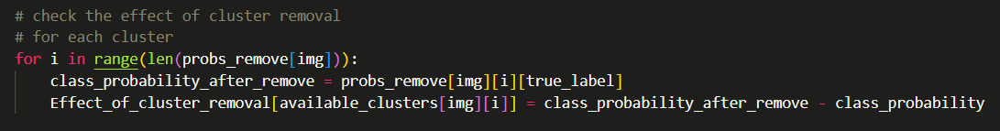 # check the effect of cluster removal
# for each cluster
for i in range(len(probs_remove[img])):
    class_probability_after_remove = probs_remove[img][i][true_label]
    Effect_of_cluster_removal[available_clusters[img][i]] = class_probability_after_remove - class_probability